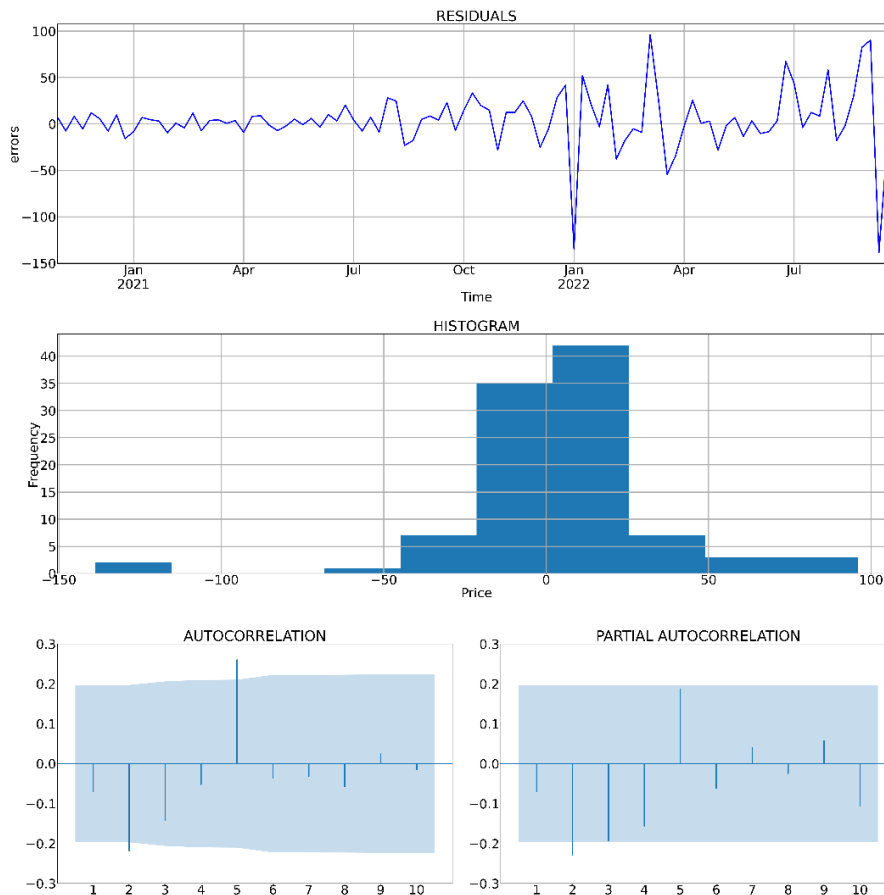 RESIDUALS
100
50
0
−50
−100
−150
errors
Jan
2021
Apr
Jul
Oct
Jan
2022
Apr
Jul
Time
HISTOGRAM
40
35
30
25
20
15
10
5
0
Frequency
−150
−100
−50
0
50
100
Price
AUTOCORRELATION
0.3
0.2
0.1
0.0
−0.1
−0.2
−0.3
1 2 3 4 5 6 7 8 9 10
PARTIAL AUTOCORRELATION
0.3
0.2
0.1
0.0
−0.1
−0.2
−0.3
1 2 3 4 5 6 7 8 9 10